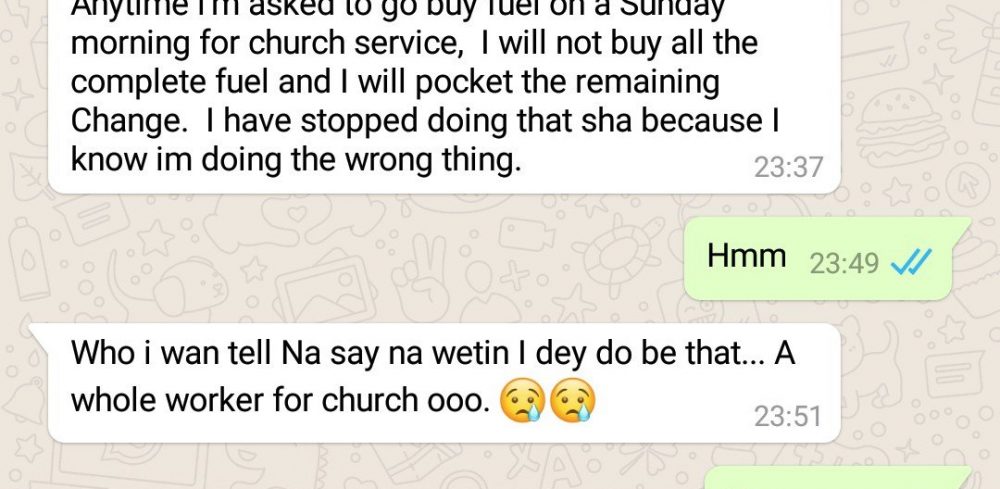 Anytime I'm asked to go buy fuel on a Sunday
morning for church service,  I will not buy all the
complete fuel and I will pocket the remaining
Change.  I have stopped doing that sha because I
know im doing the wrong thing.
23:37
Hmm 23:49
Who i wan tell Na say na wetin I dey do be that... A
whole worker for church ooo. 😢😢
23:51